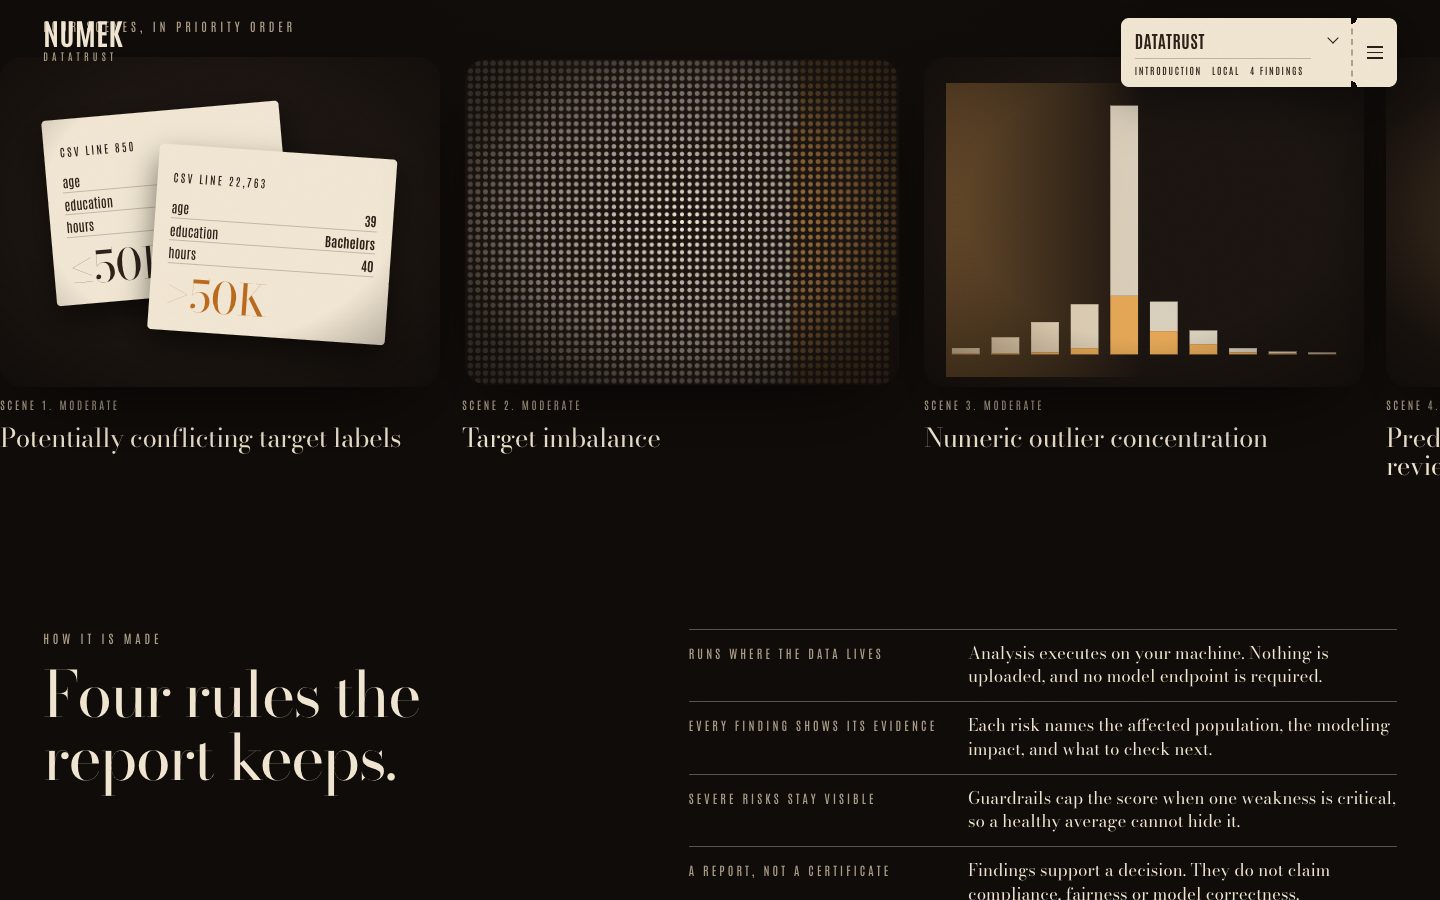 NUMEK
DATATRUST
IN PRIORITY ORDER
DATATRUST
INTRODUCTION LOCAL 4 FINDINGS
CSV LINE 850
age
education
hours
<50K
CSV LINE 22,763
age 39
education Bachelors
hours 40
>50K
SCENE 1. MODERATE
Potentially conflicting target labels
SCENE 2. MODERATE
Target imbalance
SCENE 3. MODERATE
Numeric outlier concentration
SCENE 4.
HOW IT IS MADE
Four rules the
report keeps.
RUNS WHERE THE DATA LIVES
Analysis executes on your machine. Nothing is
uploaded, and no model endpoint is required.
EVERY FINDING SHOWS ITS EVIDENCE
Each risk names the affected population, the modeling
impact, and what to check next.
SEVERE RISKS STAY VISIBLE
Guardrails cap the score when one weakness is critical,
so a healthy average cannot hide it.
A REPORT, NOT A CERTIFICATE
Findings support a decision. They do not claim
compliance, fairness or model correctness.